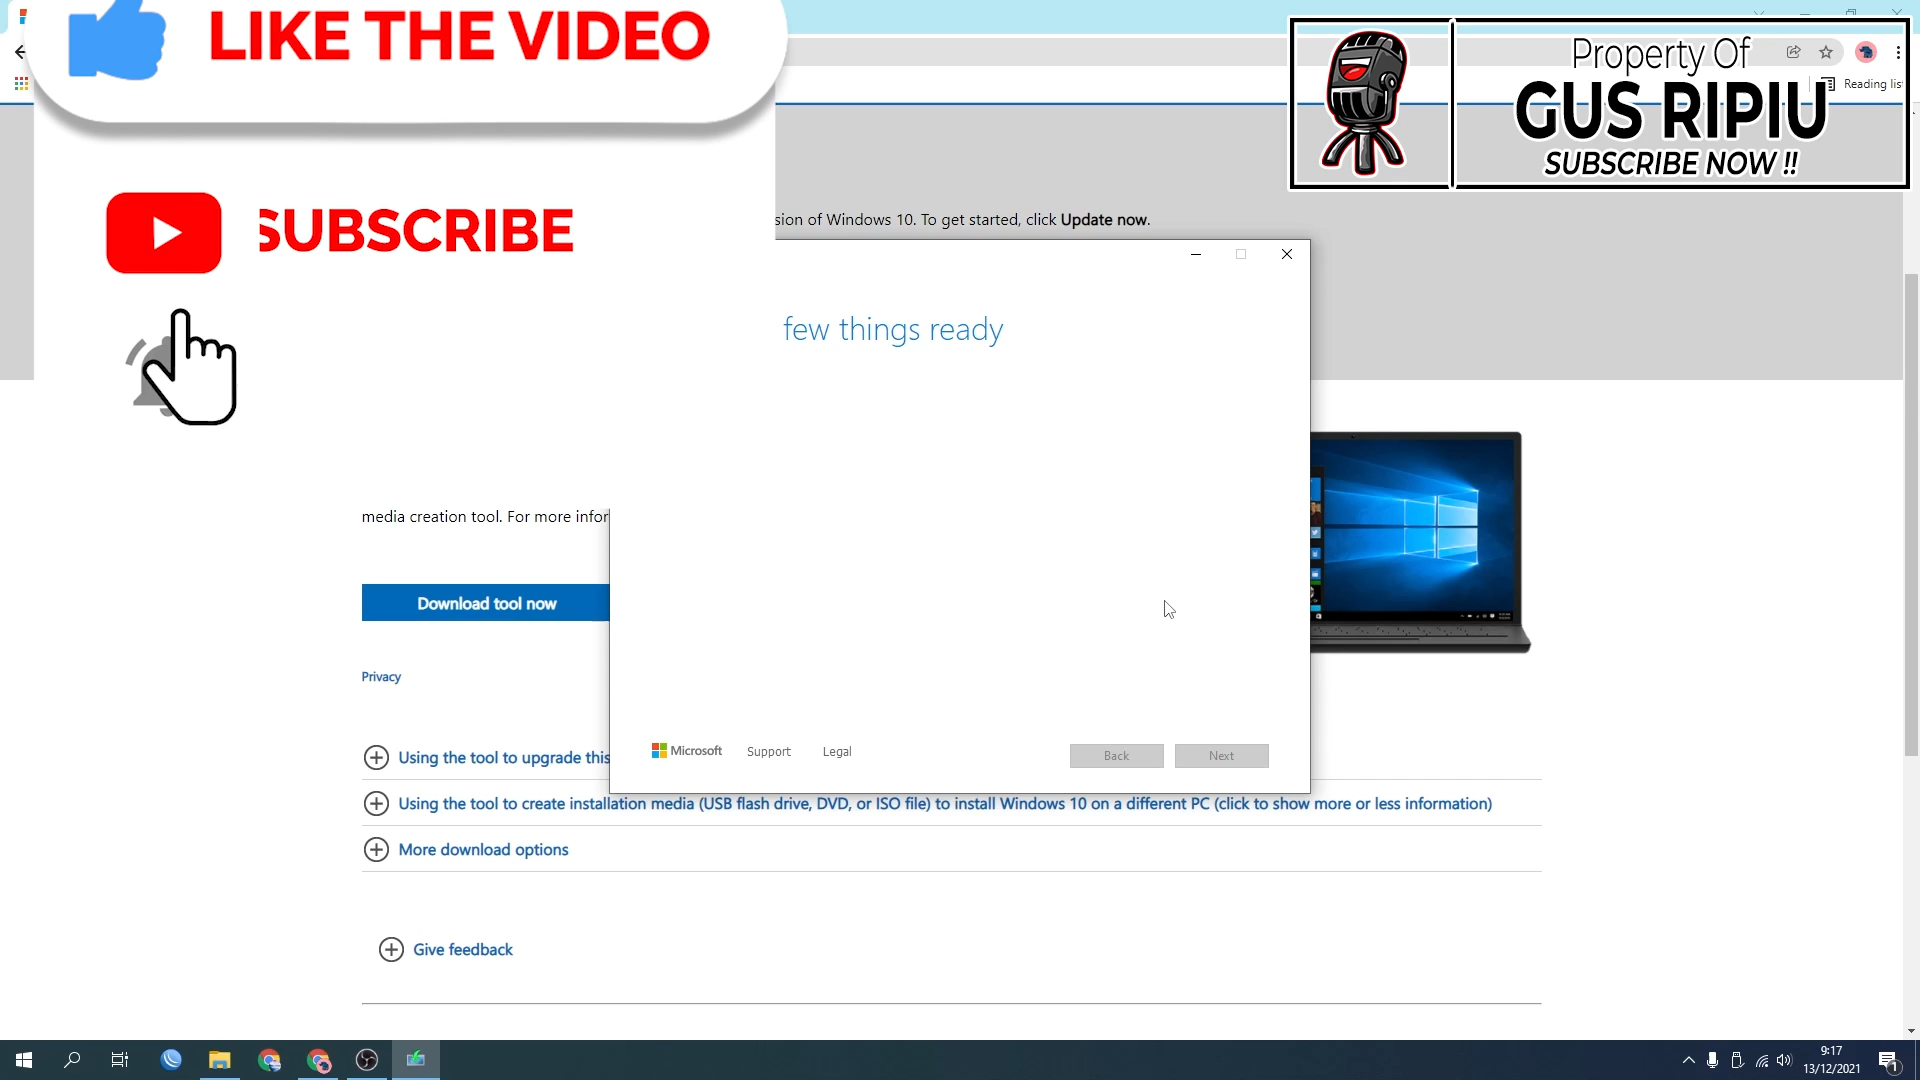 LIKE THE VIDEO
Property Of
GUS RIPIU
SUBSCRIBE NOW !!
Reading lis
SUBSCRIBE
sion of Windows 10. To get started, click Update now.
few things ready
media creation tool. For more infor
Download tool now
Privacy
Microsoft
Support
Legal
Back
Next
Using the tool to upgrade this
Using the tool to create installation media (USB flash drive, DVD, or ISO file) to install Windows 10 on a different PC (click to show more or less information)
More download options
Give feedback
9:17
13/12/2021
1